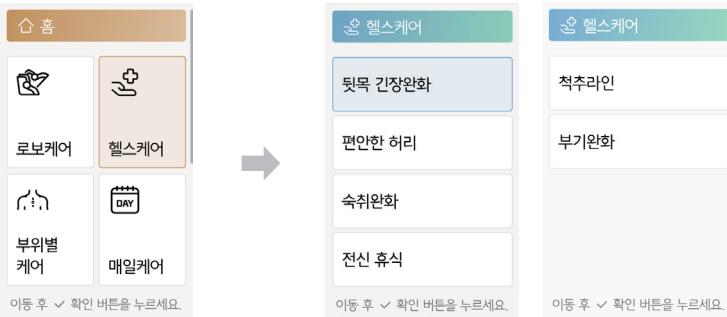 홈
로보케어
헬스케어
부위별
케어
DAY
매일케어
이동 후 ✓ 확인 버튼을 누르세요.
헬스케어
뒷목 긴장완화
편안한 허리
숙취완화
전신 휴식
이동 후 ✓ 확인 버튼을 누르세요.
헬스케어
척추라인
부기완화
이동 후 ✓ 확인 버튼을 누르세요.